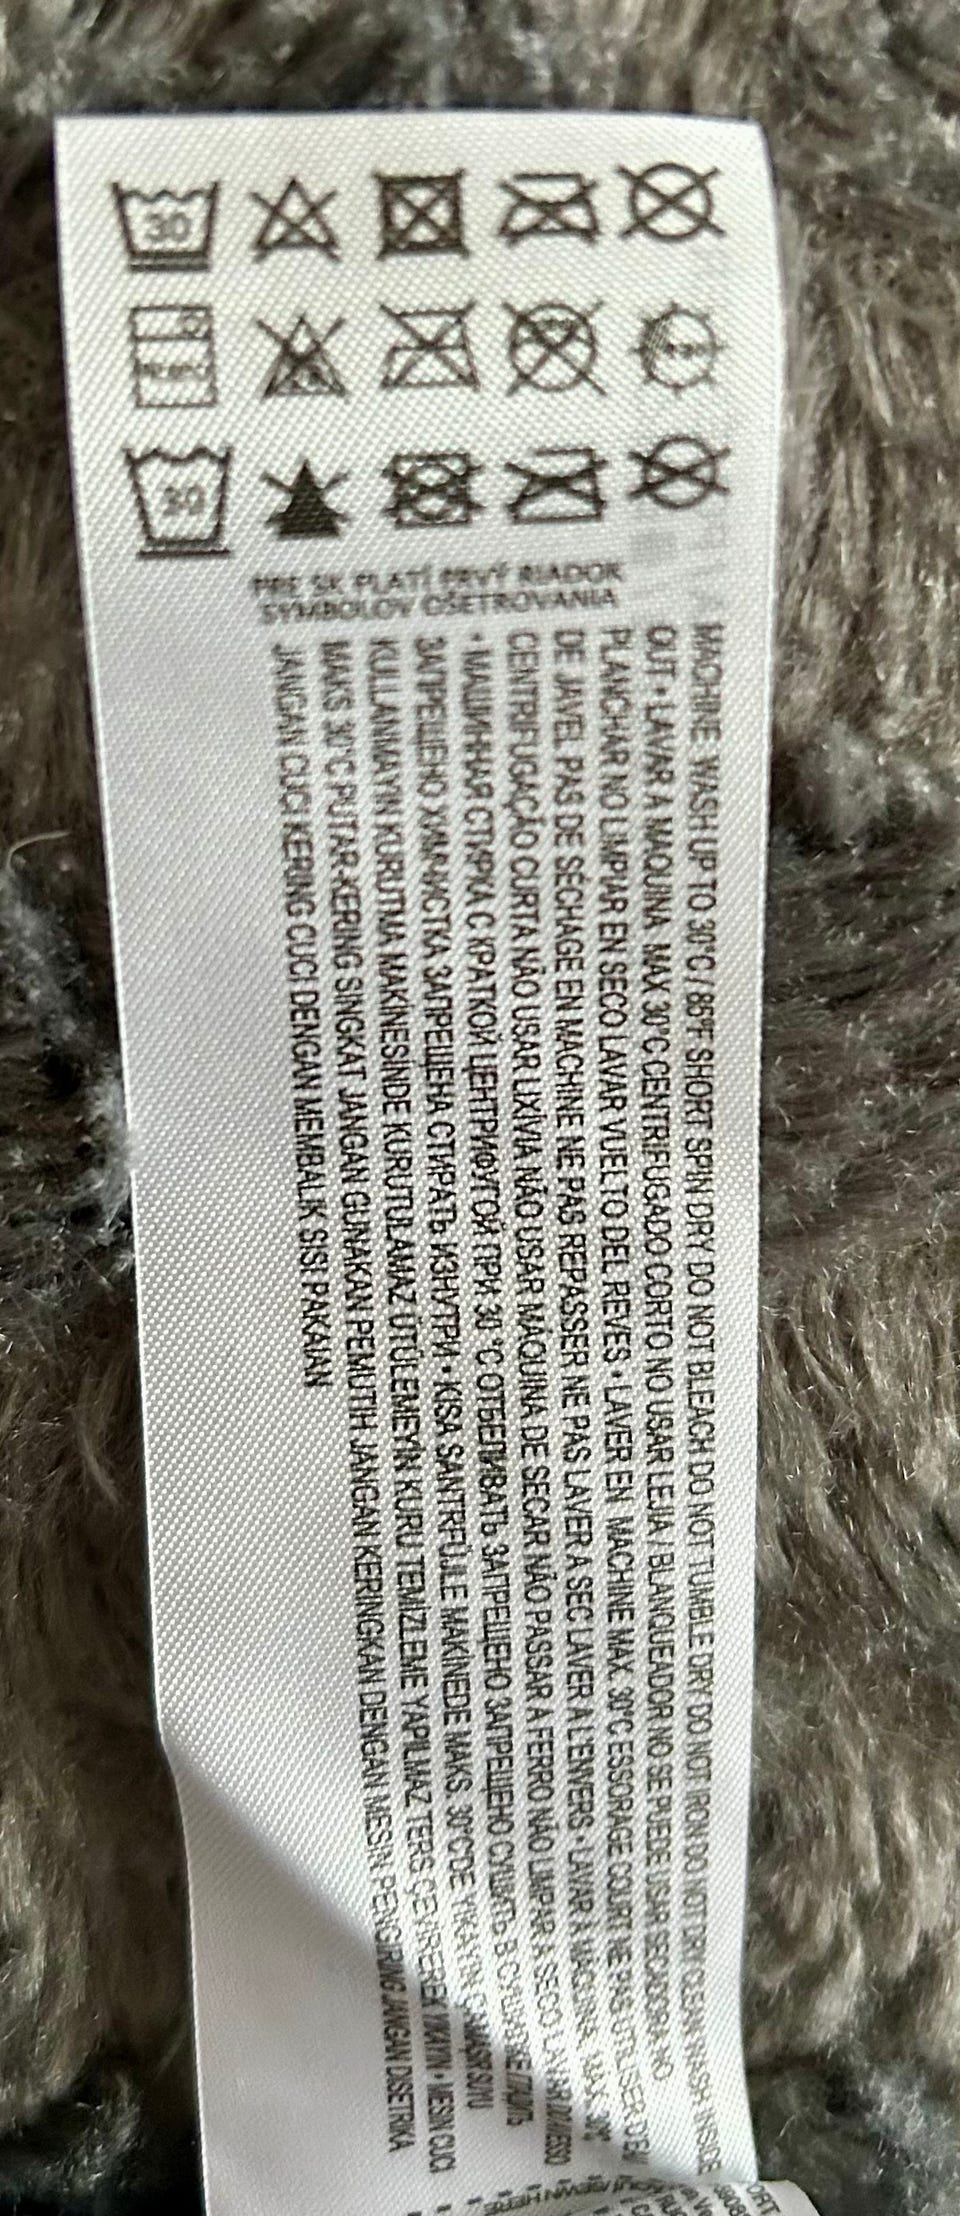 30
30
PRE SK PLATÍ PRVÝ RIADOK
SYMBOLOV OŠETROVANIA
MACHINE WASH UP TO 30°C / 86°F SHORT SPIN DRY DO NOT BLEACH DO NOT TUMBLE DRY DO NOT IRON DO NOT DRY CLEAN WASH INSIDE
OUT • LAVAR A MAQUINA MAX 30°C CENTRIFUGADO CORTO NO USAR LEJIA / BLANQUEADOR NO SE PUEDE USAR SECADORA NO
PLANCHAR NO LIMPIAR EN SECO LAVAR VUELTO DEL REVES • LAVER EN MACHINE MAX. 30°C ESSORAGE COURT NE PAS UTILISER D'EAU
DE JAVEL PAS DE SÉCHAGE EN MACHINE NE PAS REPASSER NE PAS LAVER A SEC LAVER A L'ENVERS • LAVAR À MÁQUINA MAX. 30°
CENTRIFUGAÇÃO CURTA NÃO USAR LIXÍVIA NÃO USAR MÁQUINA DE SECAR NÃO PASSAR A FERRO NÃO LIMPAR A SECO LAVAR DO AVESSO
• МАШИННАЯ СТИРКА С КРАТКОЙ ЦЕНТРИФУГОЙ ПРИ 30 °C ОТБЕЛИВАТЬ ЗАПРЕЩЕНО ЗАПРЕЩЕНО СУШИТЬ В
ЗАПРЕЩЕНО ХИМЧИСТКА ЗАПРЕЩЕНА СТИРАТЬ ИЗНУТРИ • KISA SANTRFÜJLE MAKİNEDE MAKS. 30°C'DE YIKAYIN SUYU
KULLANMAYIN KURUTMA MAKİNESİNDE KURUTULAMAZ ÜTÜLEMEYİN KURU TEMİZLEME YAPILMAZ TERS ÇEVİREREK YIKAYIN • MESIN CUCI
MAKS 30°C PUTAR-KERING SINGKAT JANGAN GUNAKAN PEMUTIH JANGAN KERINGKAN DENGAN MESIN PENGIRING JANGAN DISETRIKA
JANGAN CUCI KERING CUCI DENGAN MEMBALIK SISI PAKAIAN